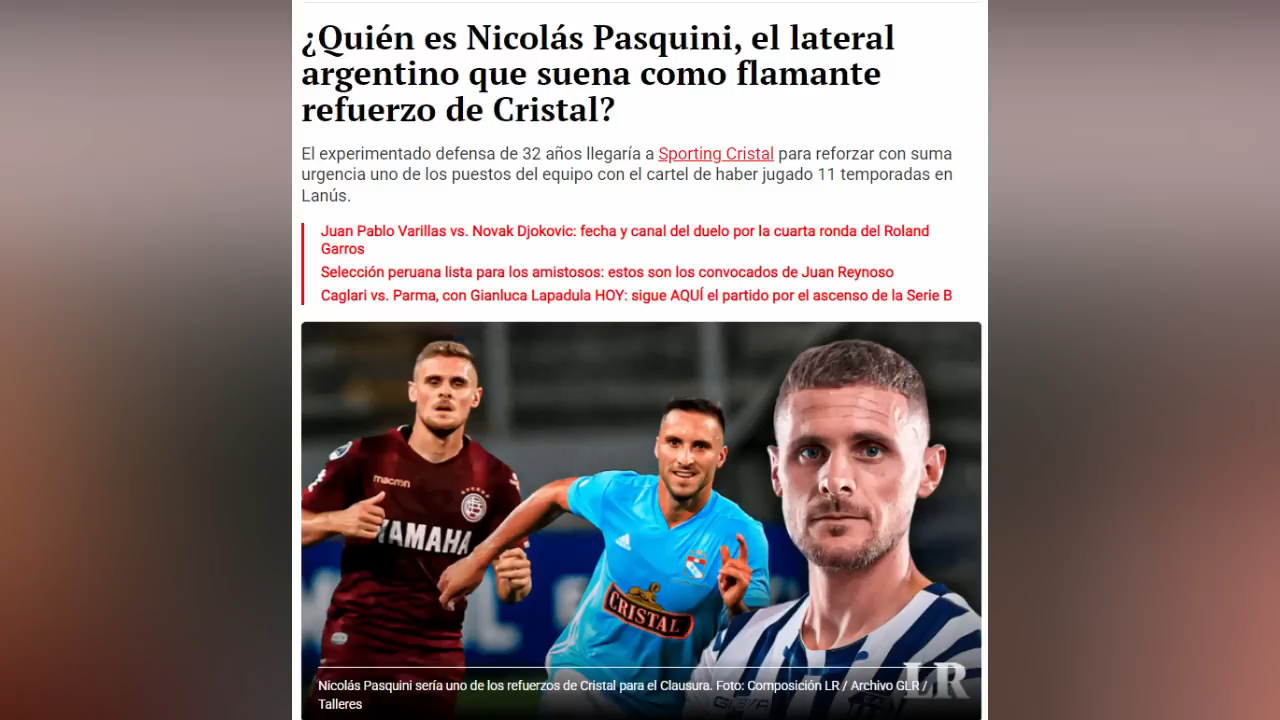 ¿Quién es Nicolás Pasquini, el lateral
argentino que suena como flamante
refuerzo de Cristal?
El experimentado defensa de 32 años llegaría a Sporting Cristal para reforzar con suma
urgencia uno de los puestos del equipo con el cartel de haber jugado 11 temporadas en
Lanús.
Juan Pablo Varillas vs. Novak Djokovic: fecha y canal del duelo por la cuarta ronda del Roland
Garros
Selección peruana lista para los amistosos: estos son los convocados de Juan Reynoso
Caglari vs. Parma, con Gianluca Lapadula HOY: sigue AQUÍ el partido por el ascenso de la Serie B
macron
YAMAHA
CRISTAL
LR
Nicolás Pasquini sería uno de los refuerzos de Cristal para el Clausura. Foto: Composición LR / Archivo GLR /
Talleres